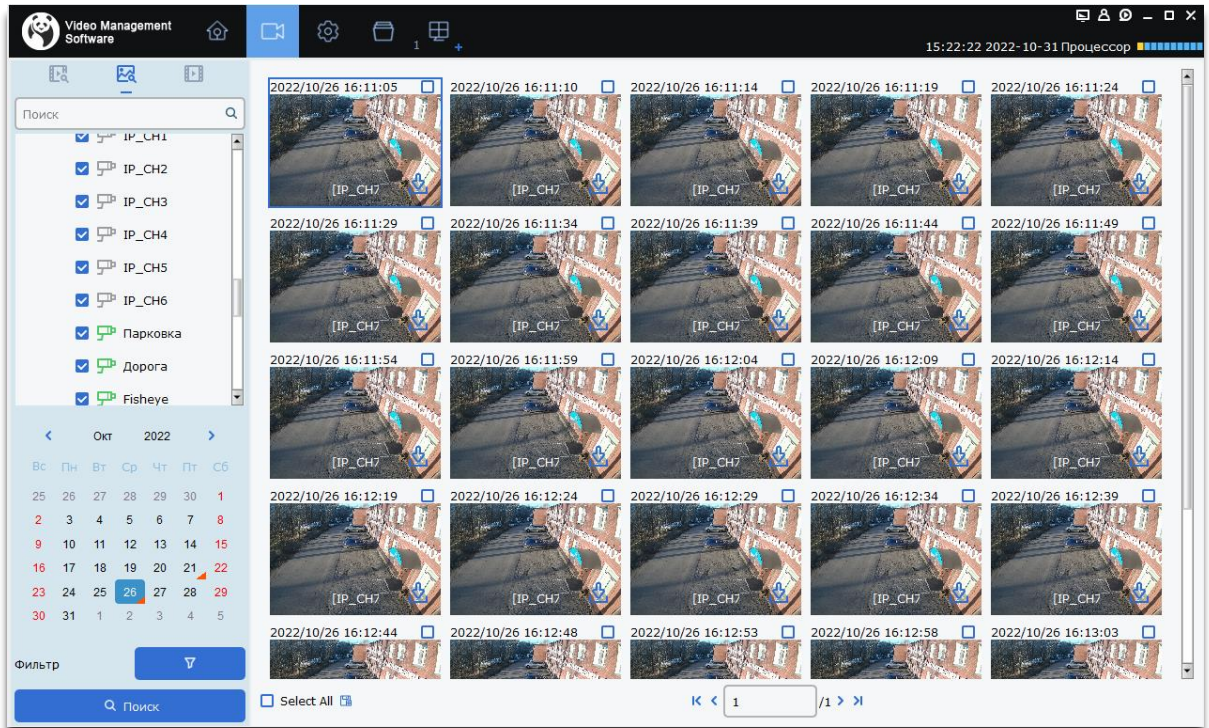 Video Management
Software
1
15:22:22 2022-10-31 Процессор
Поиск
IP_CH1
IP_CH2
IP_CH3
IP_CH4
IP_CH5
IP_CH6
Парковка
Дорога
Fisheye
Окт 2022
Вс Пн Вт Ср Чт Пт Сб
25 26 27 28 29 30 1
2 3 4 5 6 7 8
9 10 11 12 13 14 15
16 17 18 19 20 21 22
23 24 25 26 27 28 29
30 31 1 2 3 4 5
Фильтр
Поиск
2022/10/26 16:11:05 2022/10/26 16:11:10 2022/10/26 16:11:14 2022/10/26 16:11:19 2022/10/26 16:11:24
[IP_CH7 [IP_CH7 [IP_CH7 [IP_CH7 [IP_CH7
2022/10/26 16:11:29 2022/10/26 16:11:34 2022/10/26 16:11:39 2022/10/26 16:11:44 2022/10/26 16:11:49
[IP_CH7 [IP_CH7 [IP_CH7 [IP_CH7 [IP_CH7
2022/10/26 16:11:54 2022/10/26 16:11:59 2022/10/26 16:12:04 2022/10/26 16:12:09 2022/10/26 16:12:14
[IP_CH7 [IP_CH7 [IP_CH7 [IP_CH7 [IP_CH7
2022/10/26 16:12:19 2022/10/26 16:12:24 2022/10/26 16:12:29 2022/10/26 16:12:34 2022/10/26 16:12:39
[IP_CH7 [IP_CH7 [IP_CH7 [IP_CH7 [IP_CH7
2022/10/26 16:12:44 2022/10/26 16:12:48 2022/10/26 16:12:53 2022/10/26 16:12:58 2022/10/26 16:13:03
Select All 1 /1